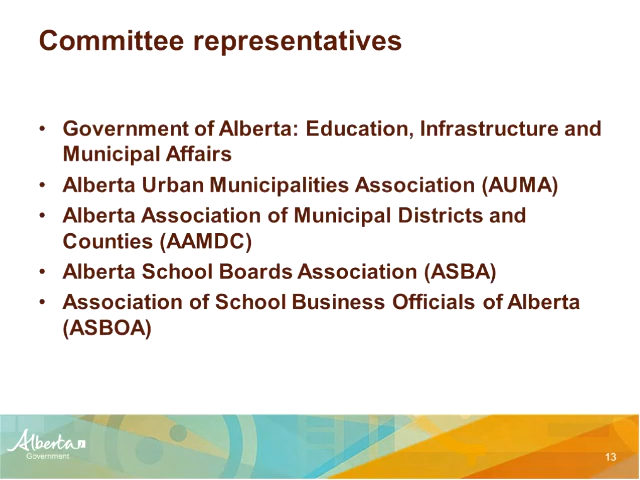 Committee representatives
• Government of Alberta: Education, Infrastructure and
Municipal Affairs
• Alberta Urban Municipalities Association (AUMA)
• Alberta Association of Municipal Districts and
Counties (AAMDC)
• Alberta School Boards Association (ASBA)
• Association of School Business Officials of Alberta
(ASBOA)
Alberta
Government
13